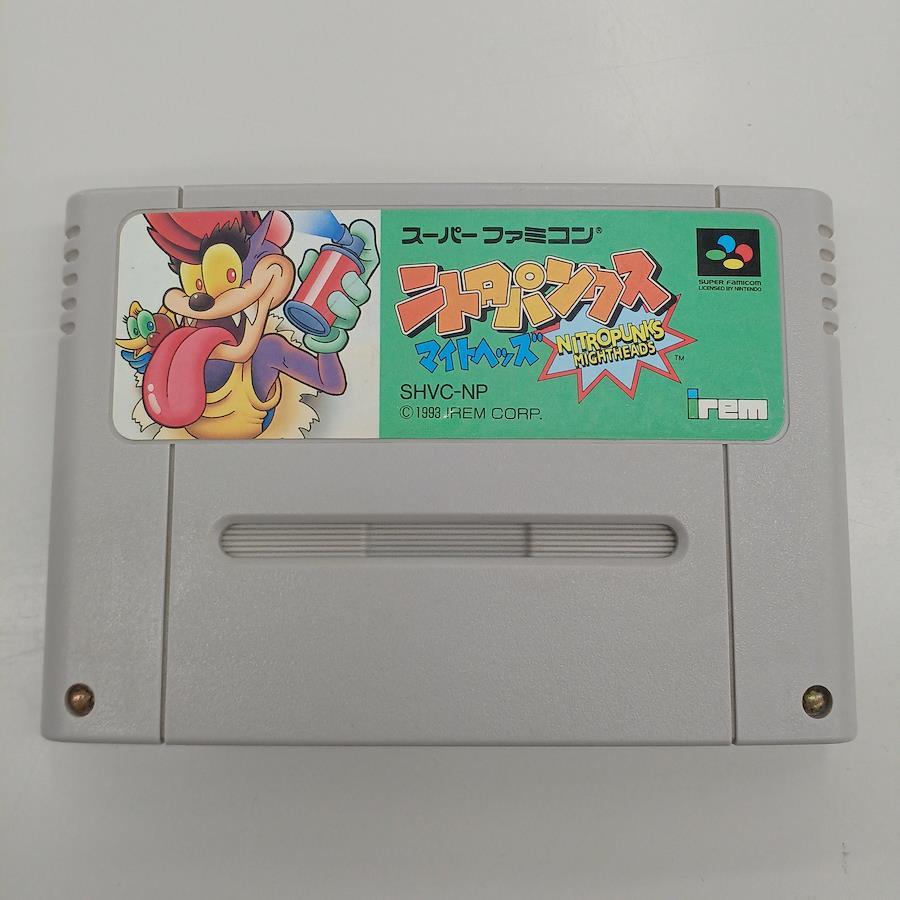 スーパーファミコン®
ニトロパンクス
マイトヘッズ
NITROPUNKS
MIGHTHEADS
TM
SHVC-NP
© 1993 IREM CORP.
SUPER FAMICOM
LICENSED BY NINTENDO
irem